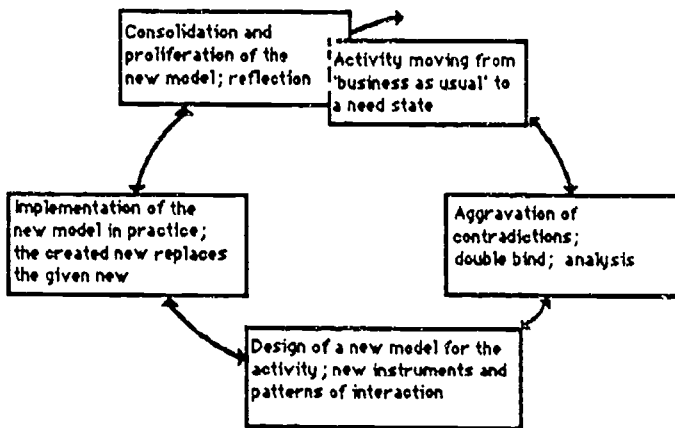 Consolidation and
proliferation of the
new model; reflection
Activity moving from
'business as usual' to
a need state
Implementation of the
new model in practice;
the created new replaces
the given new
Aggravation of
contradictions;
double bind; analysis
Design of a new model for the
activity; new instruments and
patterns of interaction